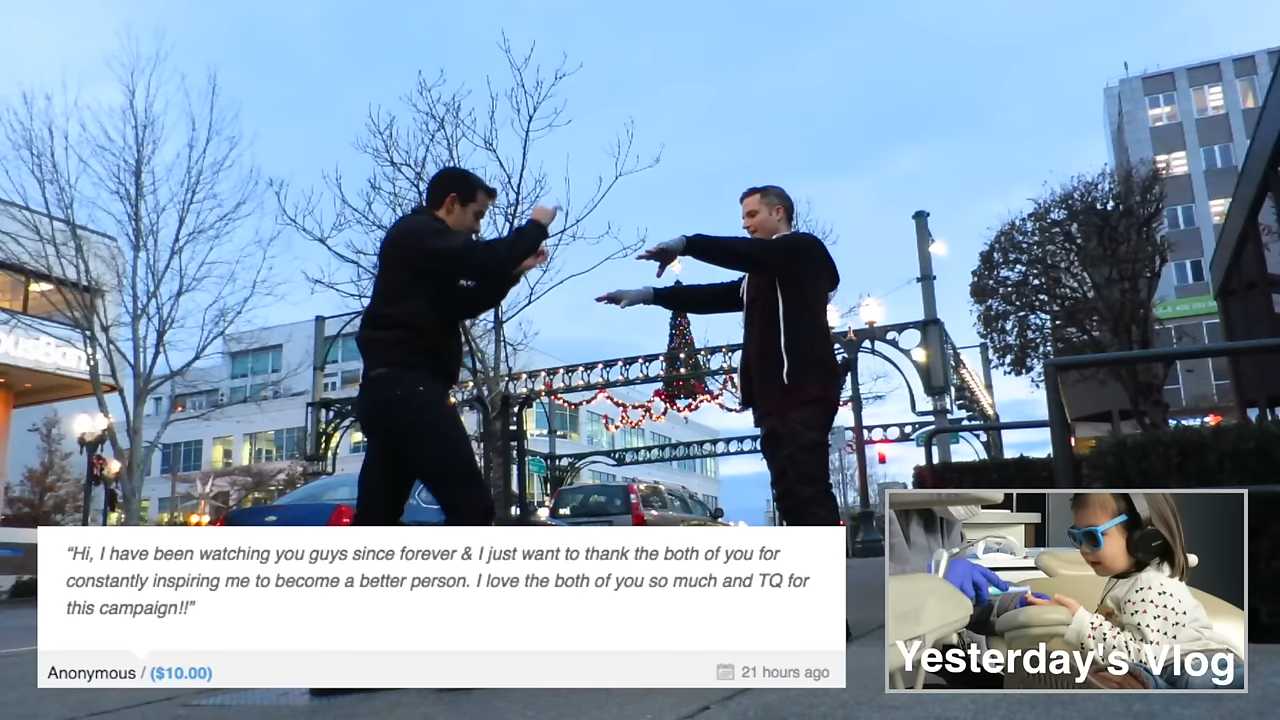 “Hi, I have been watching you guys since forever & I just want to thank the both of you for
constantly inspiring me to become a better person. I love the both of you so much and TQ for
this campaign!!”
Anonymous / ($10.00)
21 hours ago
Yesterday's Vlog